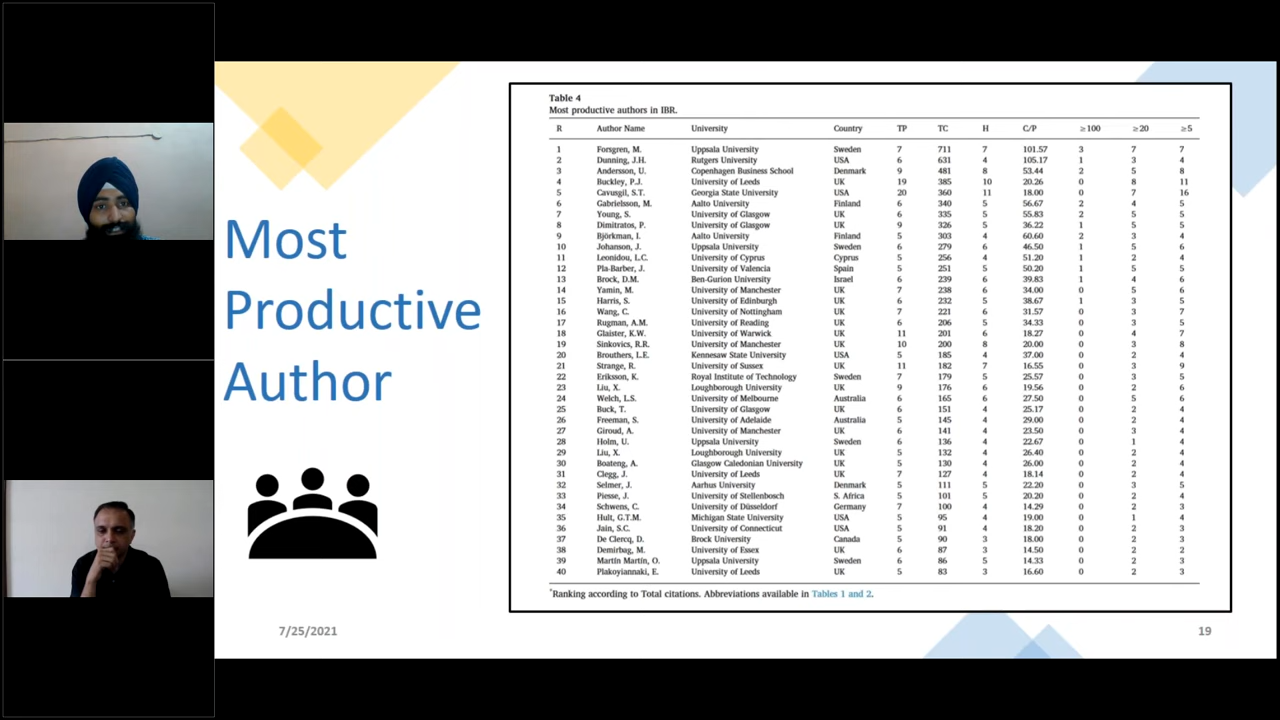 Most
Productive
Author
7/25/2021
Table 4
Most productive authors in IBR.
R Author Name University Country TP TC H C/P ≥100 ≥20 ≥5
1 Forsgren, M. Uppsala University Sweden 7 711 7 101.57 3 7 7
2 Dunning, J.H. Rutgers University USA 6 631 4 105.17 1 3 4
3 Andersson, U. Copenhagen Business School Denmark 9 481 8 53.44 2 5 8
4 Buckley, P.J. University of Leeds UK 19 385 10 20.26 0 8 11
5 Cavusgil, S.T. Georgia State University USA 20 360 11 18.00 0 7 16
6 Gabrielsson, M. Aalto University Finland 6 340 5 56.67 2 4 5
7 Young, S. University of Glasgow UK 6 335 5 55.83 2 5 5
8 Dimitratos, P. University of Glasgow UK 9 326 5 36.22 1 5 5
9 Björkman, I. Aalto University Finland 5 303 4 60.60 2 3 4
10 Johanson, J. Uppsala University Sweden 6 279 6 46.50 1 5 6
11 Leonidou, L.C. University of Cyprus Cyprus 5 256 4 51.20 1 2 4
12 Pla-Barber, J. University of Valencia Spain 5 251 5 50.20 1 5 5
13 Brock, D.M. Ben-Gurion University Israel 6 239 6 39.83 1 4 6
14 Yamin, M. University of Manchester UK 7 238 6 34.00 0 5 6
15 Harris, S. University of Edinburgh UK 6 232 5 38.67 1 3 5
16 Wang, C. University of Nottingham UK 7 221 6 31.57 0 3 7
17 Rugman, A.M. University of Reading UK 6 206 5 34.33 0 3 5
18 Glaister, K.W. University of Warwick UK 11 201 6 18.27 0 4 7
19 Sinkovics, R.R. University of Manchester UK 10 200 8 20.00 0 3 8
20 Brouthers, L.E. Kennesaw State University USA 5 185 4 37.00 0 2 4
21 Strange, R. University of Sussex UK 11 182 7 16.55 0 3 9
22 Eriksson, K. Royal Institute of Technology Sweden 7 179 5 25.57 0 3 5
23 Liu, X. Loughborough University UK 9 176 6 19.56 0 2 6
24 Welch, L.S. University of Melbourne Australia 6 165 6 27.50 0 5 6
25 Buck, T. University of Glasgow UK 6 151 4 25.17 0 2 4
26 Freeman, S. University of Adelaide Australia 5 145 4 29.00 0 2 4
27 Giroud, A. University of Manchester UK 6 141 4 23.50 0 3 4
28 Holm, U. Uppsala University Sweden 6 136 4 22.67 0 1 4
29 Liu, X. Loughborough University UK 5 132 4 26.40 0 2 4
30 Boateng, A. Glasgow Caledonian University UK 5 130 4 26.00 0 2 4
31 Clegg, J. University of Leeds UK 7 127 4 18.14 0 2 4
32 Selmer, J. Aarhus University Denmark 5 111 5 22.20 0 3 5
33 Piesse, J. University of Stellenbosch S. Africa 5 101 5 20.20 0 2 4
34 Schwens, C. University of Düsseldorf Germany 7 100 4 14.29 0 2 3
35 Hult, G.T.M. Michigan State University USA 5 95 4 19.00 0 1 4
36 Jain, S.C. University of Connecticut USA 5 91 4 18.20 0 2 3
37 De Clercq, D. Brock University Canada 5 90 3 18.00 0 2 3
38 Demirbag, M. University of Essex UK 6 87 3 14.50 0 2 2
39 Martín Martín, O. Uppsala University Sweden 6 86 5 14.33 0 2 3
40 Plakoyiannaki, E. University of Leeds UK 5 83 3 16.60 0 2 3
*Ranking according to Total citations. Abbreviations available in Tables 1 and 2.
19